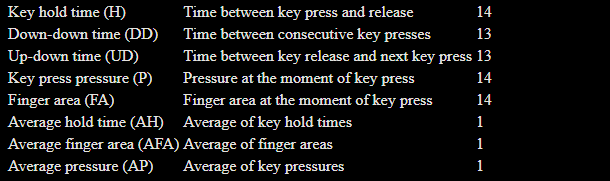 Key hold time (H) Time between key press and release 14
Down-down time (DD) Time between consecutive key presses 13
Up-down time (UD) Time between key release and next key press 13
Key press pressure (P) Pressure at the moment of key press 14
Finger area (FA) Finger area at the moment of key press 14
Average hold time (AH) Average of key hold times 1
Average finger area (AFA) Average of finger areas 1
Average pressure (AP) Average of key pressures 1